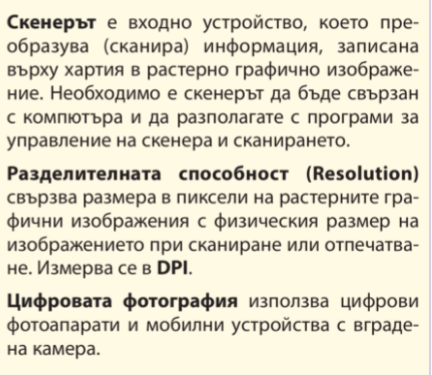 Скенерът е входно устройство, което пре-
образува (сканира) информация, записана
върху хартия в растерно графично изображе-
ние. Необходимо е скенерът да бъде свързан
с компютъра и да разполагате с програми за
управление на скенера и сканирането.
Разделителната способност (Resolution)
свързва размера в пиксели на растерните гра-
фични изображения с физическия размер на
изображението при сканиране или отпечатва-
не. Измерва се в DPI.
Цифровата фотография използва цифрови
фотоапарати и мобилни устройства с вграде-
на камера.